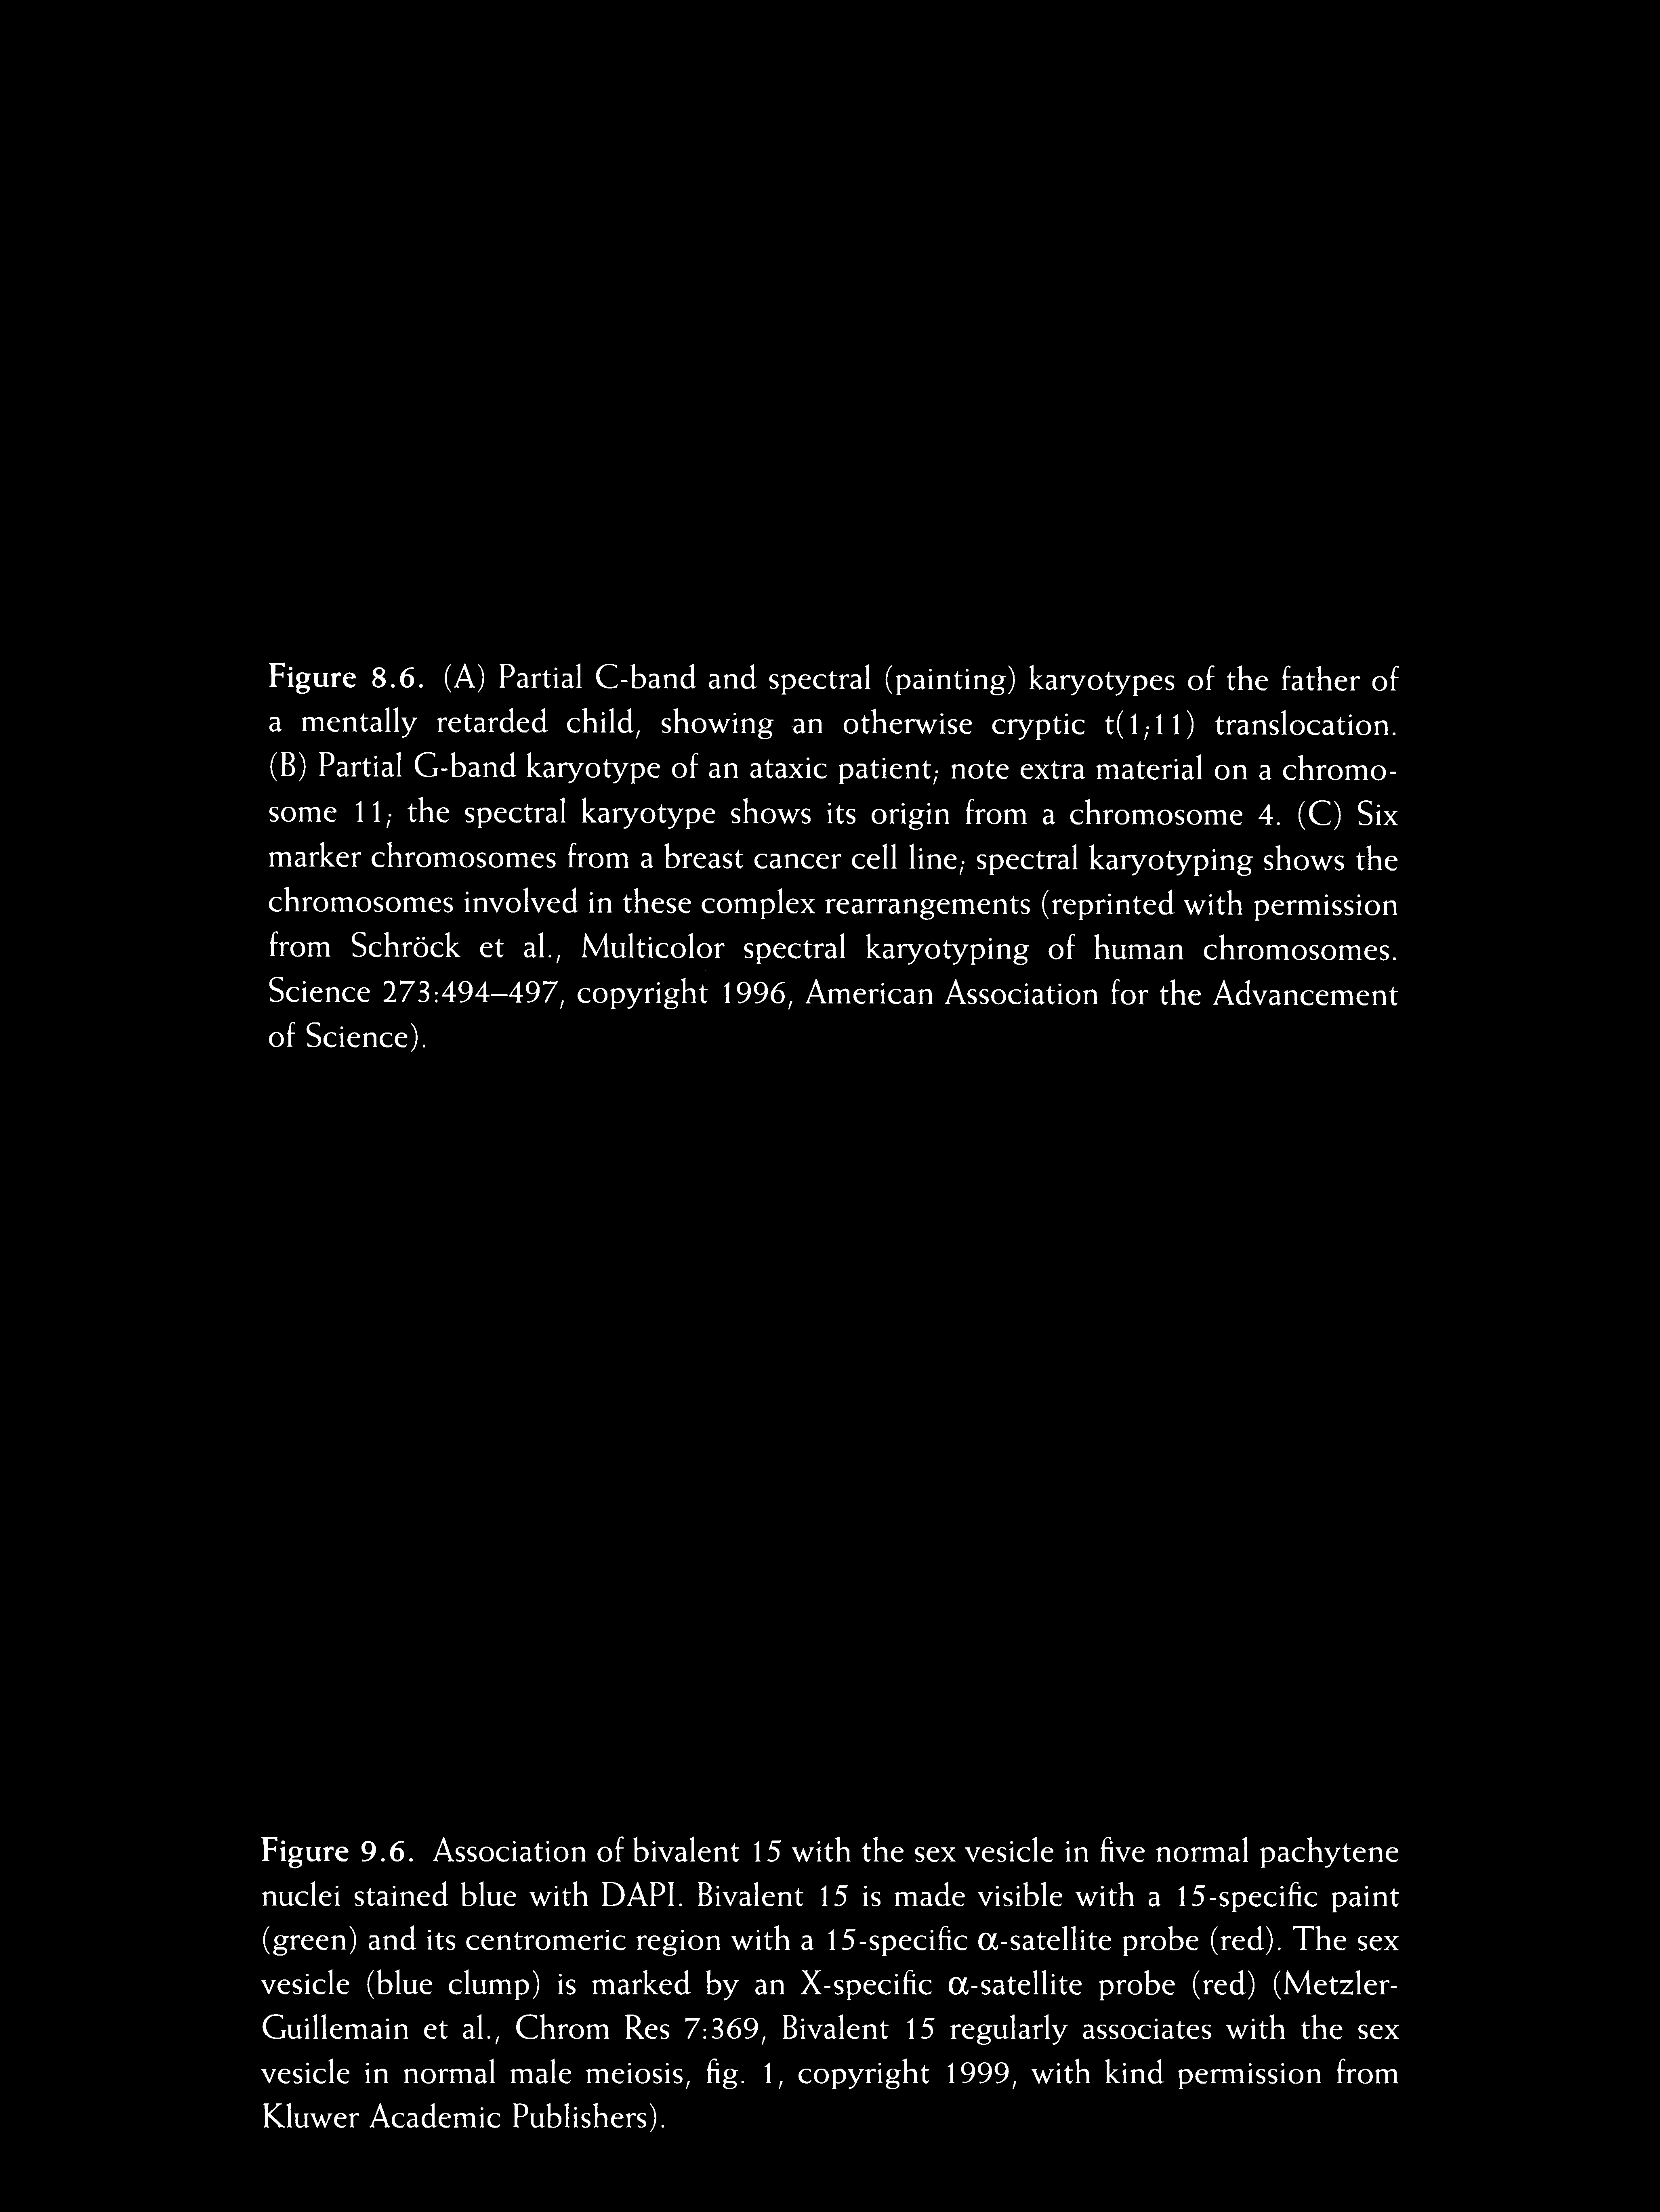 Figure 8.6. (A) Partial C-band and spectral (painting) karyotypes of the father of
a mentally retarded child, showing an otherwise cryptic t(1;11) translocation.
(B) Partial G-band karyotype of an ataxic patient; note extra material on a chromo-
some 11; the spectral karyotype shows its origin from a chromosome 4. (C) Six
marker chromosomes from a breast cancer cell line; spectral karyotyping shows the
chromosomes involved in these complex rearrangements (reprinted with permission
from Schröck et al., Multicolor spectral karyotyping of human chromosomes.
Science 273:494–497, copyright 1996, American Association for the Advancement
of Science).
Figure 9.6. Association of bivalent 15 with the sex vesicle in five normal pachytene
nuclei stained blue with DAPI. Bivalent 15 is made visible with a 15-specific paint
(green) and its centromeric region with a 15-specific α-satellite probe (red). The sex
vesicle (blue clump) is marked by an X-specific α-satellite probe (red) (Metzler-
Guillemain et al., Chrom Res 7:369, Bivalent 15 regularly associates with the sex
vesicle in normal male meiosis, fig. 1, copyright 1999, with kind permission from
Kluwer Academic Publishers).